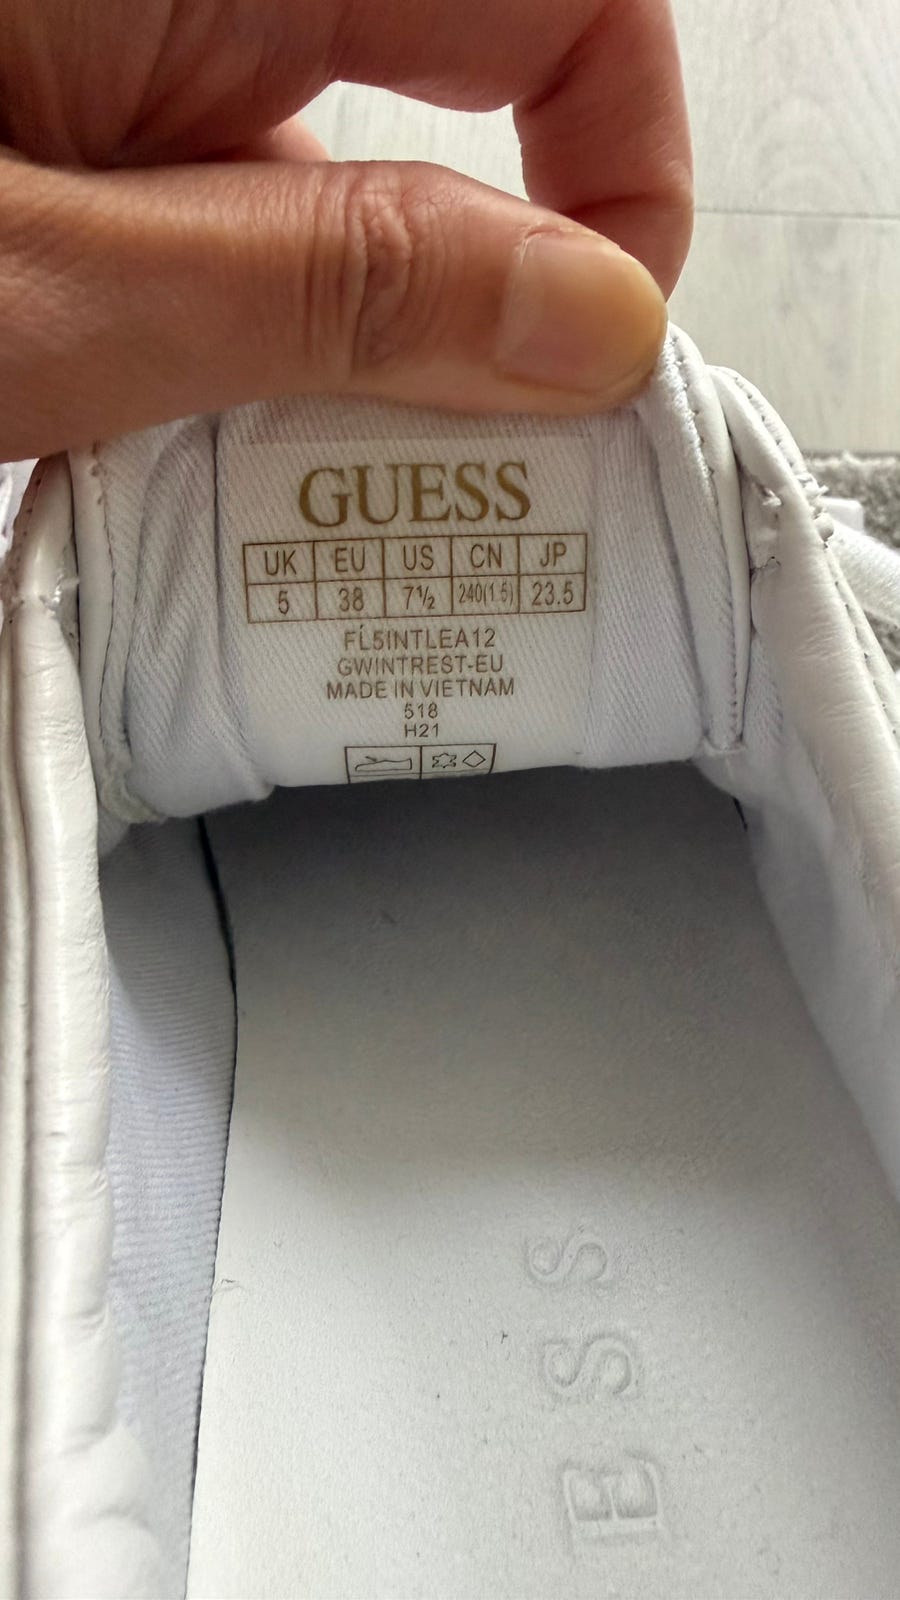 GUESS
UK EU US CN JP
5 38 7½ 240(1.5) 23.5
FL5INTLEA12
GWINTREST-EU
MADE IN VIETNAM
518
H21
ESS